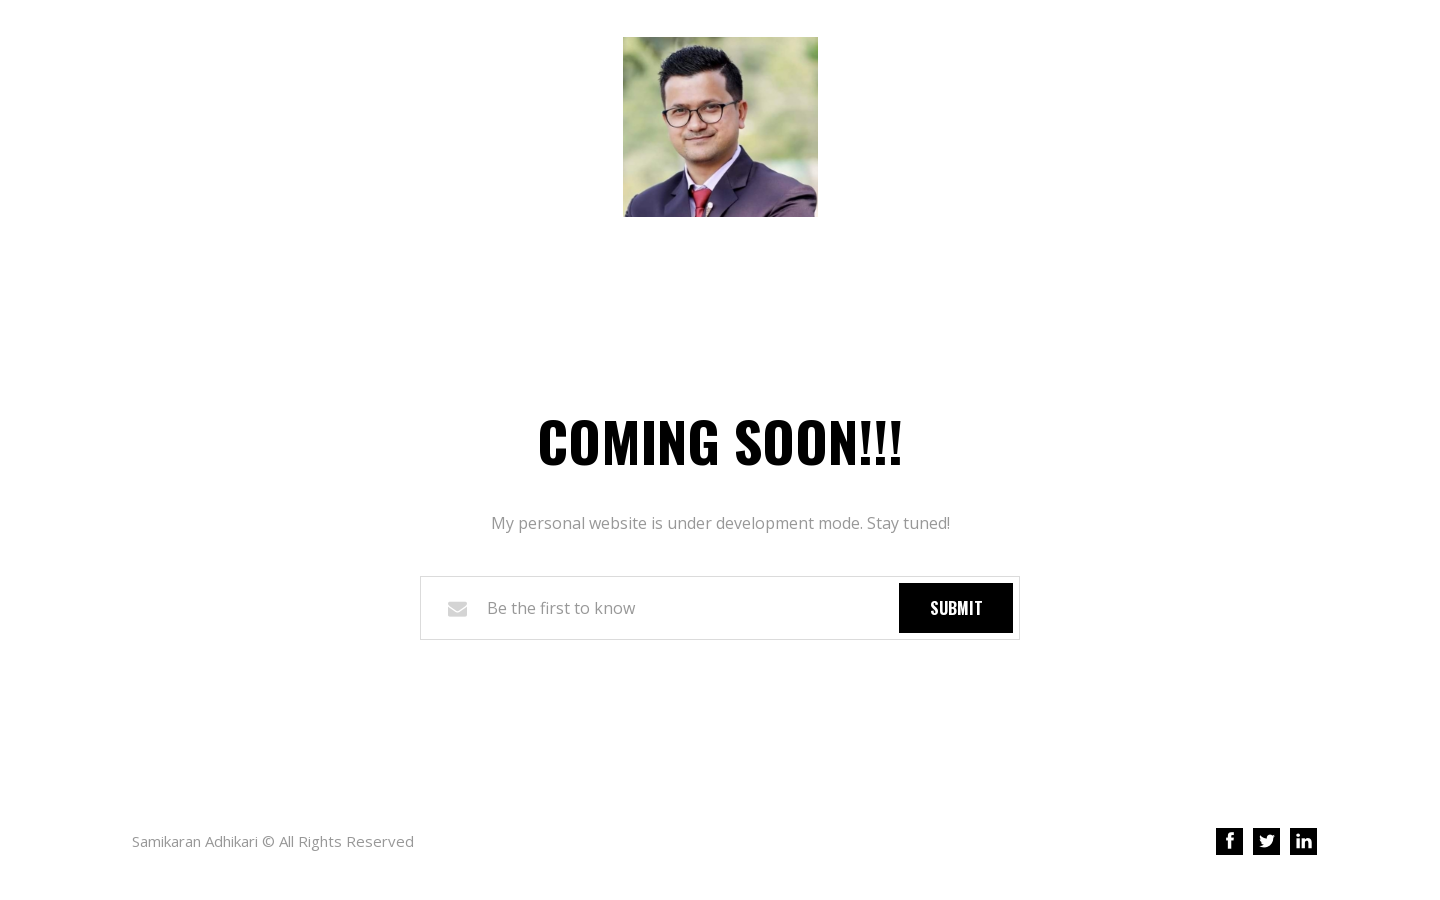 COMING SOON!!!
My personal website is under development mode. Stay tuned!
Be the first to know
SUBMIT
Samikaran Adhikari © All Rights Reserved